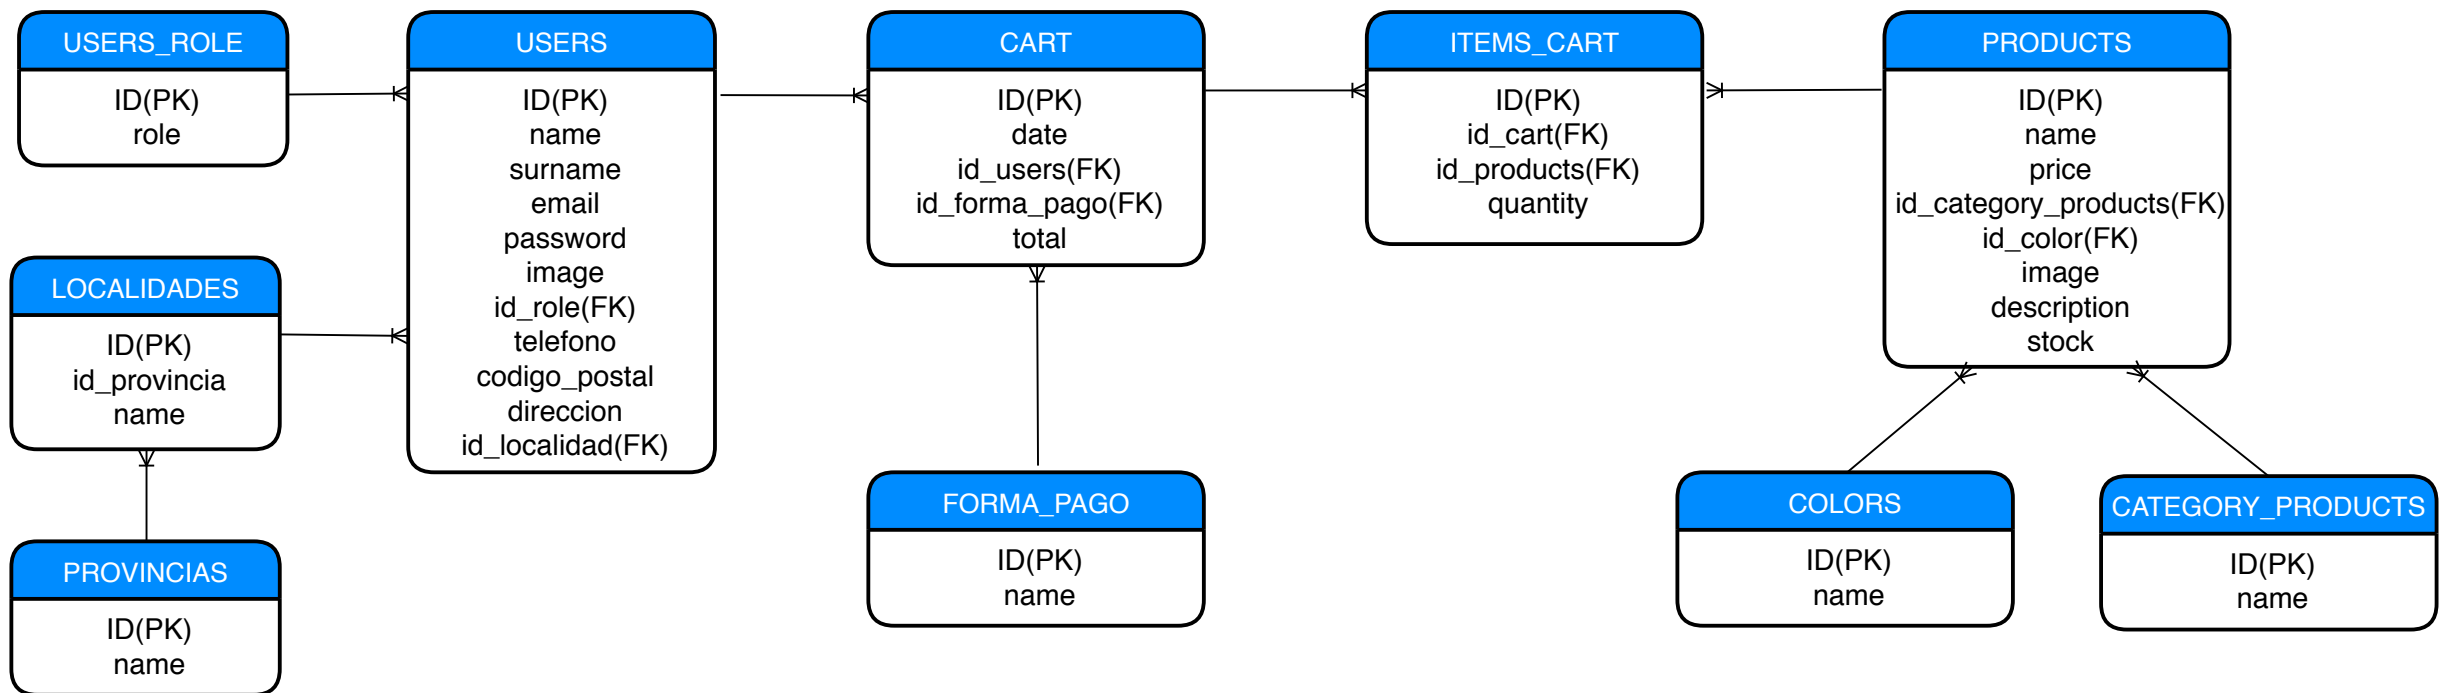 USERS_ROLE
ID(PK)
role
USERS
ID(PK)
name
surname
email
password
image
id_role(FK)
telefono
codigo_postal
direccion
id_localidad(FK)
CART
ID(PK)
date
id_users(FK)
id_forma_pago(FK)
total
ITEMS_CART
ID(PK)
id_cart(FK)
id_products(FK)
quantity
PRODUCTS
ID(PK)
name
price
id_category_products(FK)
id_color(FK)
image
description
stock
LOCALIDADES
ID(PK)
id_provincia
name
PROVINCIAS
ID(PK)
name
FORMA_PAGO
ID(PK)
name
COLORS
ID(PK)
name
CATEGORY_PRODUCTS
ID(PK)
name